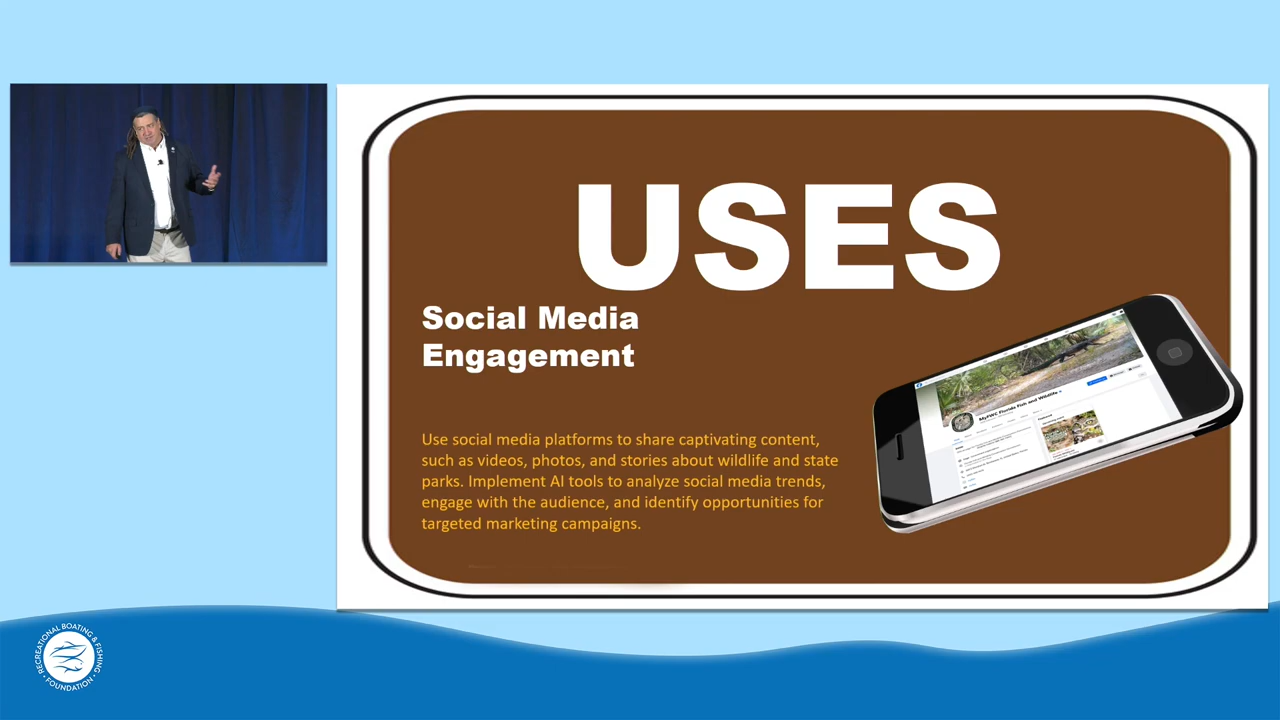 USES
Social Media
Engagement
Use social media platforms to share captivating content,
such as videos, photos, and stories about wildlife and state
parks. Implement AI tools to analyze social media trends,
engage with the audience, and identify opportunities for
targeted marketing campaigns.
MyFWC Florida Fish and Wildlife
RECREATIONAL BOATING & FISHING
FOUNDATION